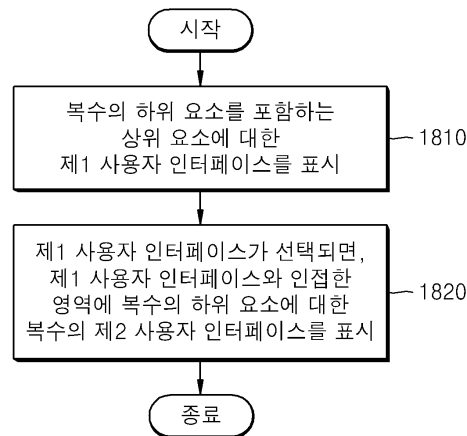 시작
복수의 하위 요소를 포함하는
상위 요소에 대한
제1 사용자 인터페이스를 표시
1810
제1 사용자 인터페이스가 선택되면,
제1 사용자 인터페이스와 인접한
영역에 복수의 하위 요소에 대한
복수의 제2 사용자 인터페이스를 표시
1820
종료